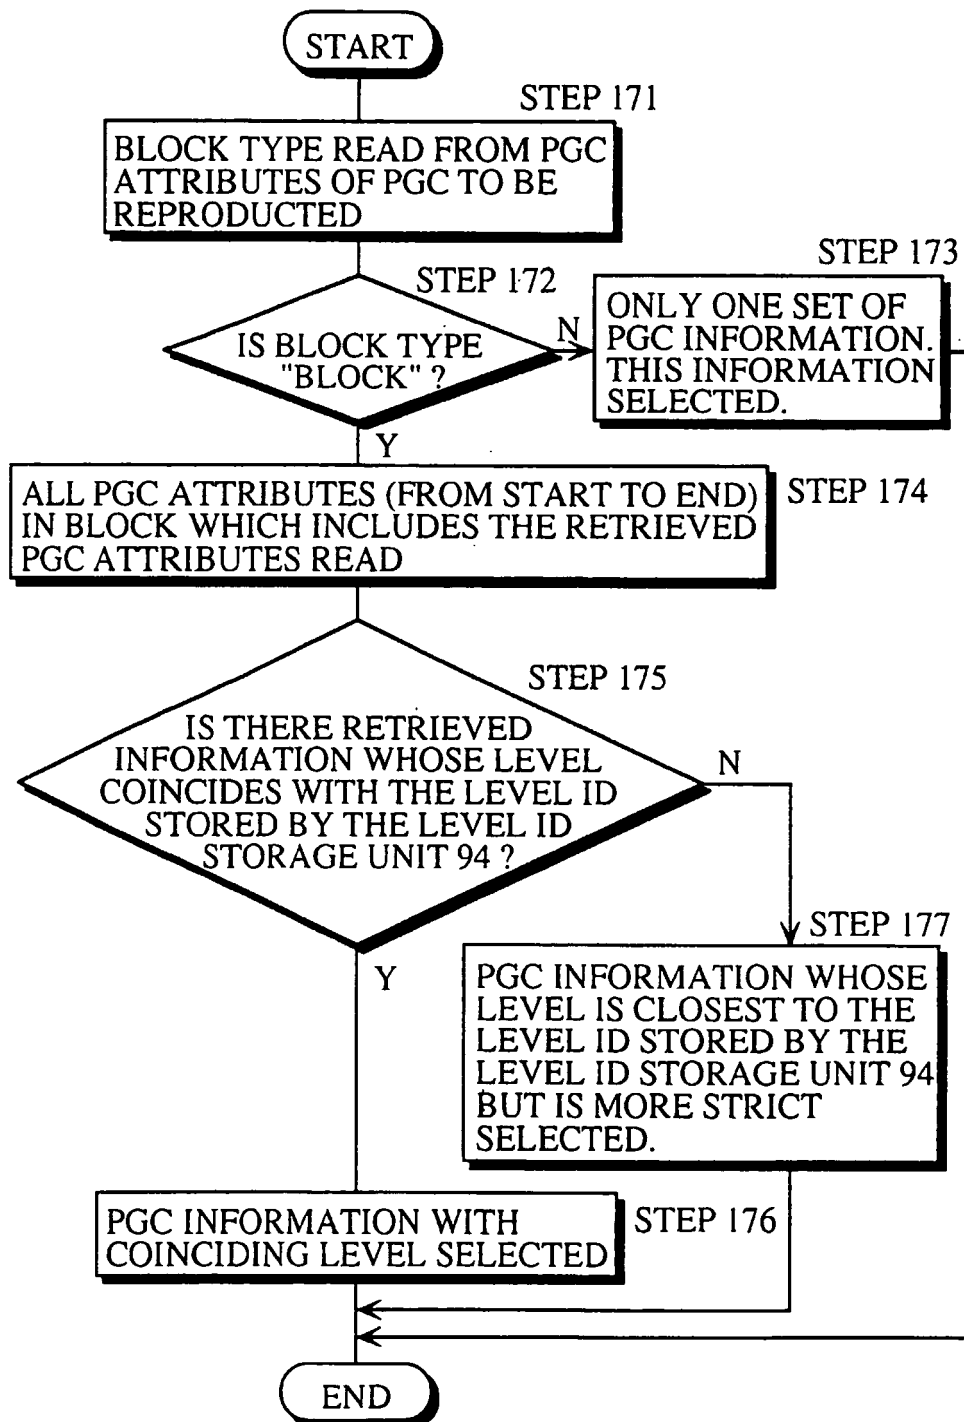 START
STEP 171
BLOCK TYPE READ FROM PGC
ATTRIBUTES OF PGC TO BE
REPRODUCTED
STEP 172
IS BLOCK TYPE
"BLOCK" ?
N
STEP 173
ONLY ONE SET OF
PGC INFORMATION.
THIS INFORMATION
SELECTED.
Y
ALL PGC ATTRIBUTES (FROM START TO END)
IN BLOCK WHICH INCLUDES THE RETRIEVED
PGC ATTRIBUTES READ
STEP 174
STEP 175
IS THERE RETRIEVED
INFORMATION WHOSE LEVEL
COINCIDES WITH THE LEVEL ID
STORED BY THE LEVEL ID
STORAGE UNIT 94 ?
N
Y
STEP 177
PGC INFORMATION WHOSE
LEVEL IS CLOSEST TO THE
LEVEL ID STORED BY THE
LEVEL ID STORAGE UNIT 94
BUT IS MORE STRICT
SELECTED.
PGC INFORMATION WITH
COINCIDING LEVEL SELECTED
STEP 176
END